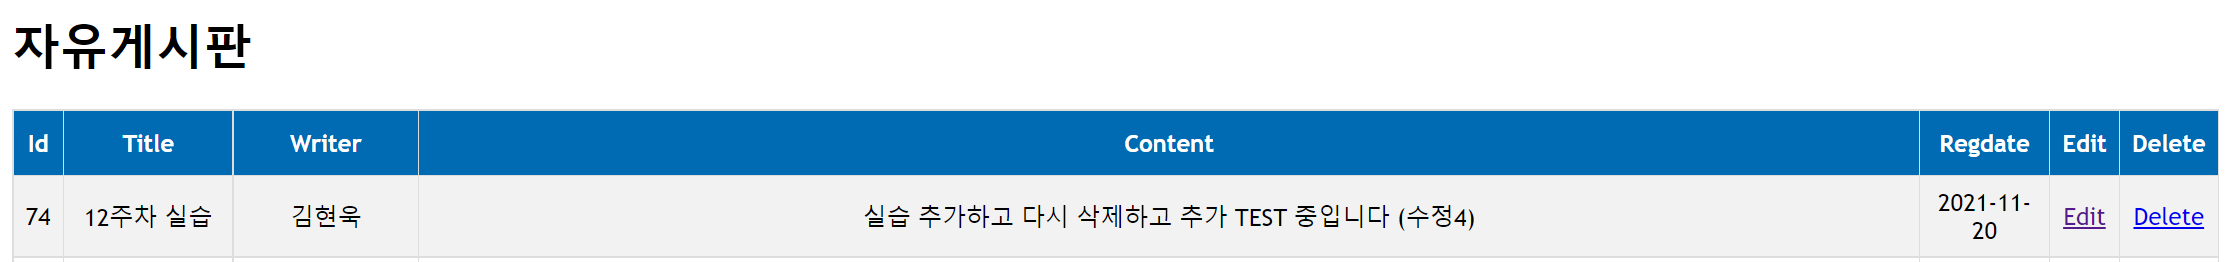 자유게시판
Id Title Writer Content Regdate Edit Delete
74 12주차 실습 김현욱 실습 추가하고 다시 삭제하고 추가 TEST 중입니다 (수정4) 2021-11-
20 Edit Delete